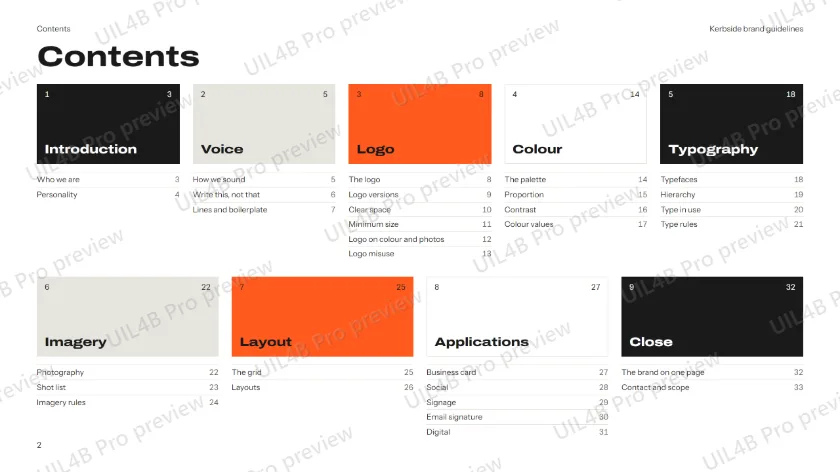 Contents
Kerbside brand guidelines
Contents
1 3
Introduction
Who we are 3
Personality 4
2 5
Voice
How we sound 5
Write this, not that 6
Lines and boilerplate 7
3 8
Logo
The logo 8
Logo versions 9
Clear space 10
Minimum size 11
Logo on colour and photos 12
Logo misuse 13
4 14
Colour
The palette 14
Proportion 15
Contrast 16
Colour values 17
5 18
Typography
Typefaces 18
Hierarchy 19
Type in use 20
Type rules 21
6 22
Imagery
Photography 22
Shot list 23
Imagery rules 24
7 25
Layout
The grid 25
Layouts 26
8 27
Applications
Business card 27
Social 28
Signage 29
Email signature 30
Digital 31
9 32
Close
The brand on one page 32
Contact and scope 33
2
UIL4B Pro preview